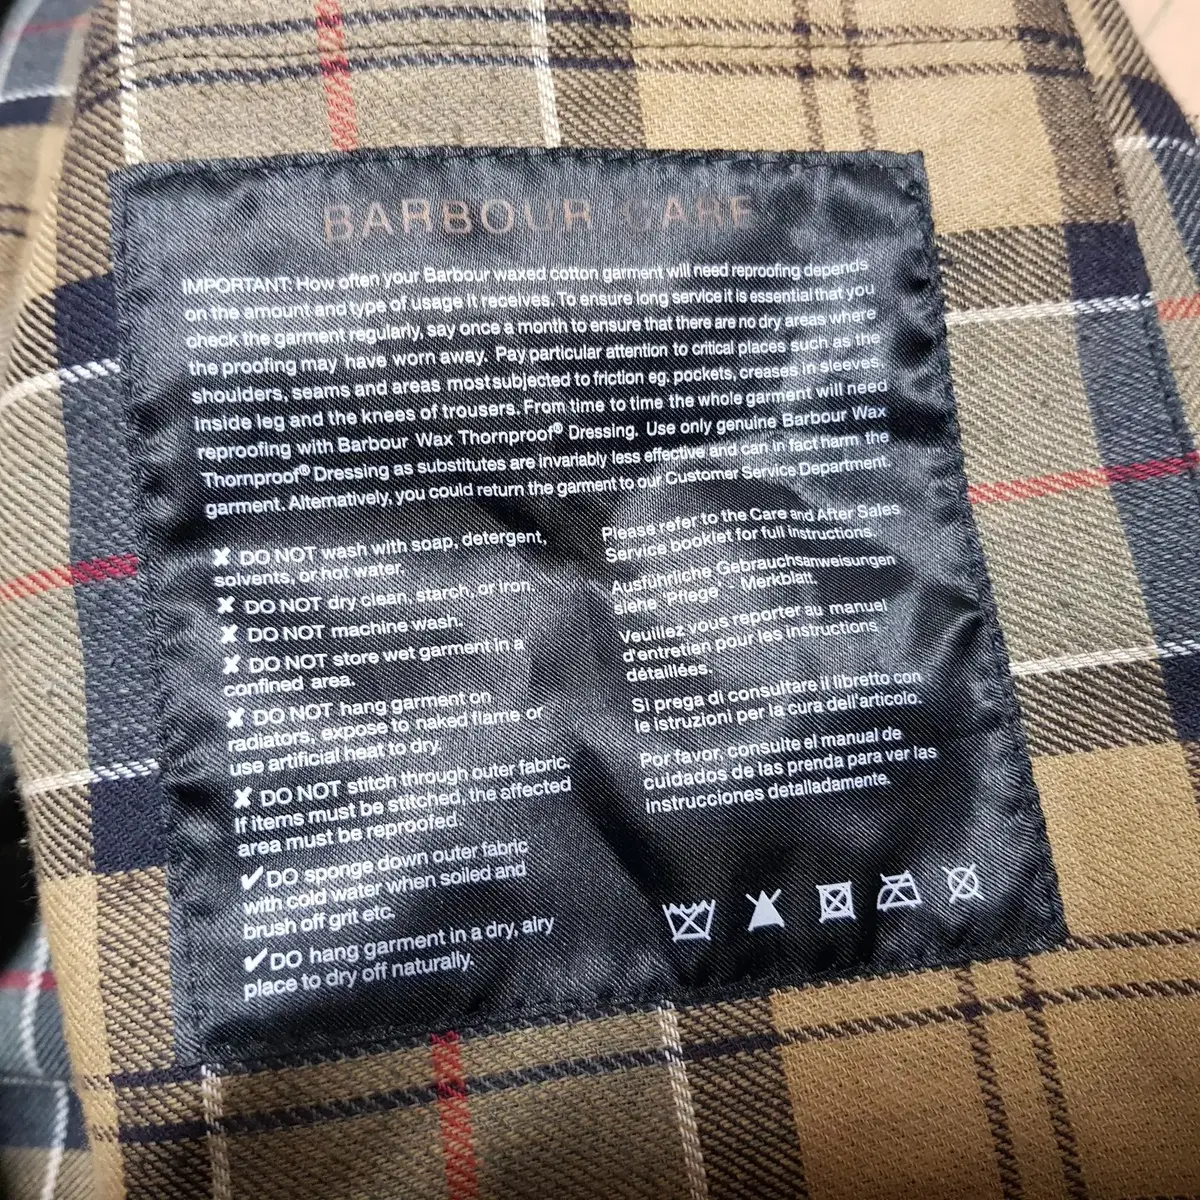 BARBOUR CARE
IMPORTANT: How often your Barbour waxed cotton garment will need reproofing depends
on the amount and type of usage it receives. To ensure long service it is essential that you
check the garment regularly, say once a month to ensure that there are no dry areas where
the proofing may have worn away. Pay particular attention to critical places such as the
shoulders, seams and areas most subjected to friction eg. pockets, creases in sleeves,
inside leg and the knees of trousers. From time to time the whole garment will need
reproofing with Barbour Wax Thornproof® Dressing. Use only genuine Barbour Wax
Thornproof® Dressing as substitutes are invariably less effective and can in fact harm the
garment. Alternatively, you could return the garment to our Customer Service Department.
✘ DO NOT wash with soap, detergent,
solvents, or hot water.
✘ DO NOT dry clean, starch, or iron.
✘ DO NOT machine wash.
✘ DO NOT store wet garment in a
confined area.
✘ DO NOT hang garment on
radiators, expose to naked flame or
use artificial heat to dry.
✘ DO NOT stitch through outer fabric.
If items must be stitched, the affected
area must be reproofed.
✔ DO sponge down outer fabric
with cold water when soiled and
brush off grit etc.
✔ DO hang garment in a dry, airy
place to dry off naturally.
Please refer to the Care and After Sales
Service booklet for full instructions.
Ausführliche Gebrauchsanweisungen
siehe "Pflege" Merkblatt.
Veuillez vous reporter au manuel
d'entretien pour les instructions
détaillées.
Si prega di consultare il libretto con
le istruzioni per la cura dell'articolo.
Por favor, consulte el manual de
cuidados de las prenda para ver las
instrucciones detalladamente.